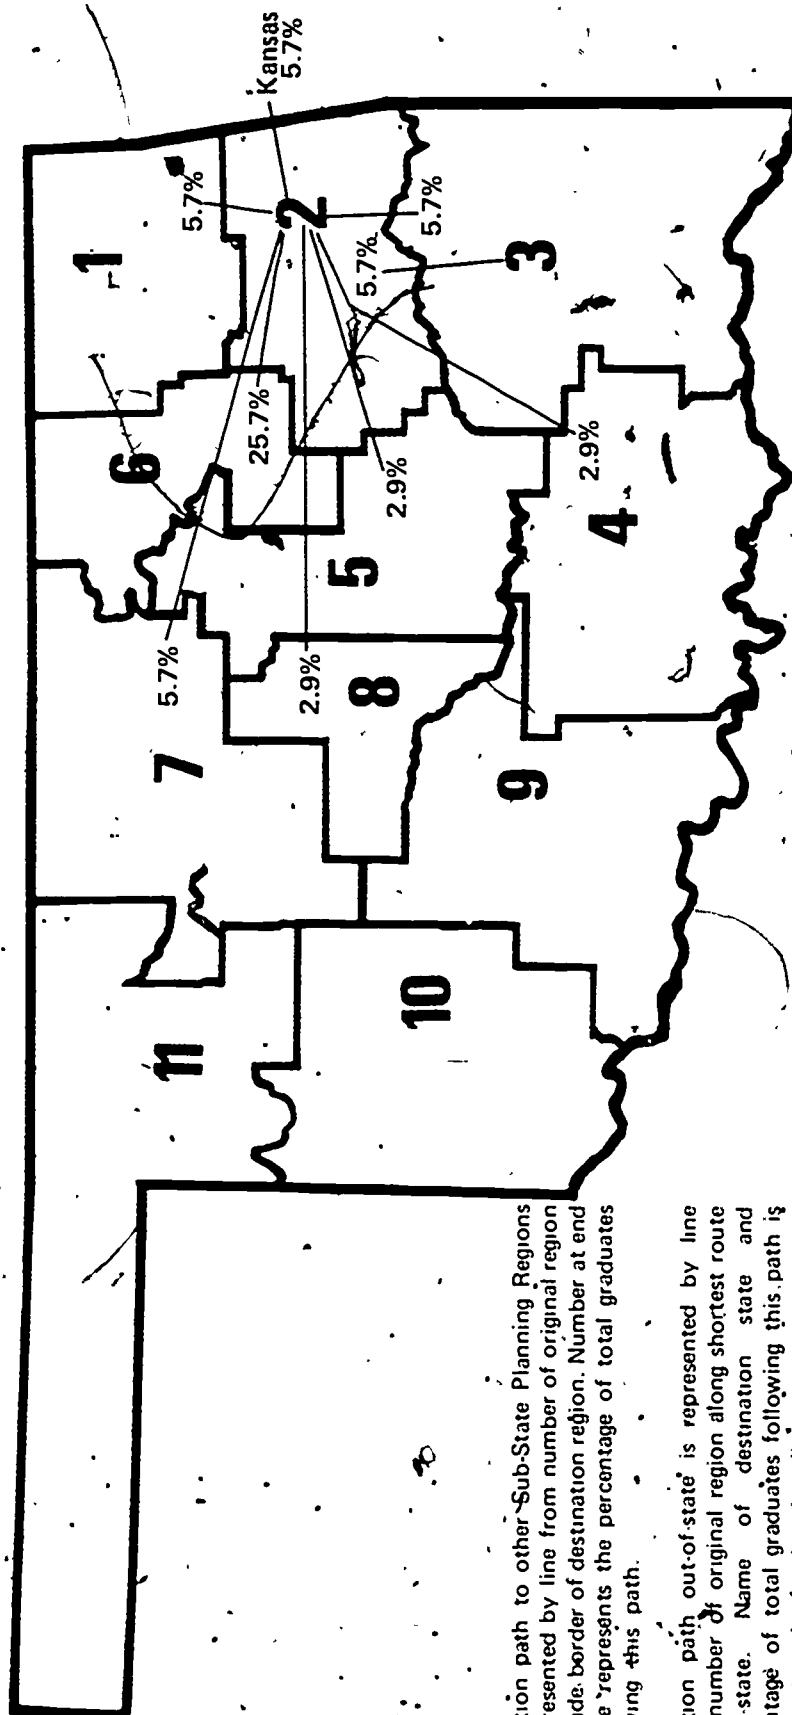 Kansas
5.7%
1
5.7%
2
5.7%
5.7%
3
6
25.7%
2.9%
2.9%
4
5
5.7%
2.9%
8
7
9
11
10
ion path to other Sub-State Planning Regions
esented by line from number of original region
de border of destination region. Number at end
e represents the percentage of total graduates
ing this path.
ion path out-of-state is represented by line
number of original region along shortest route
-state. Name of destination state and
tage of total graduates following this path is